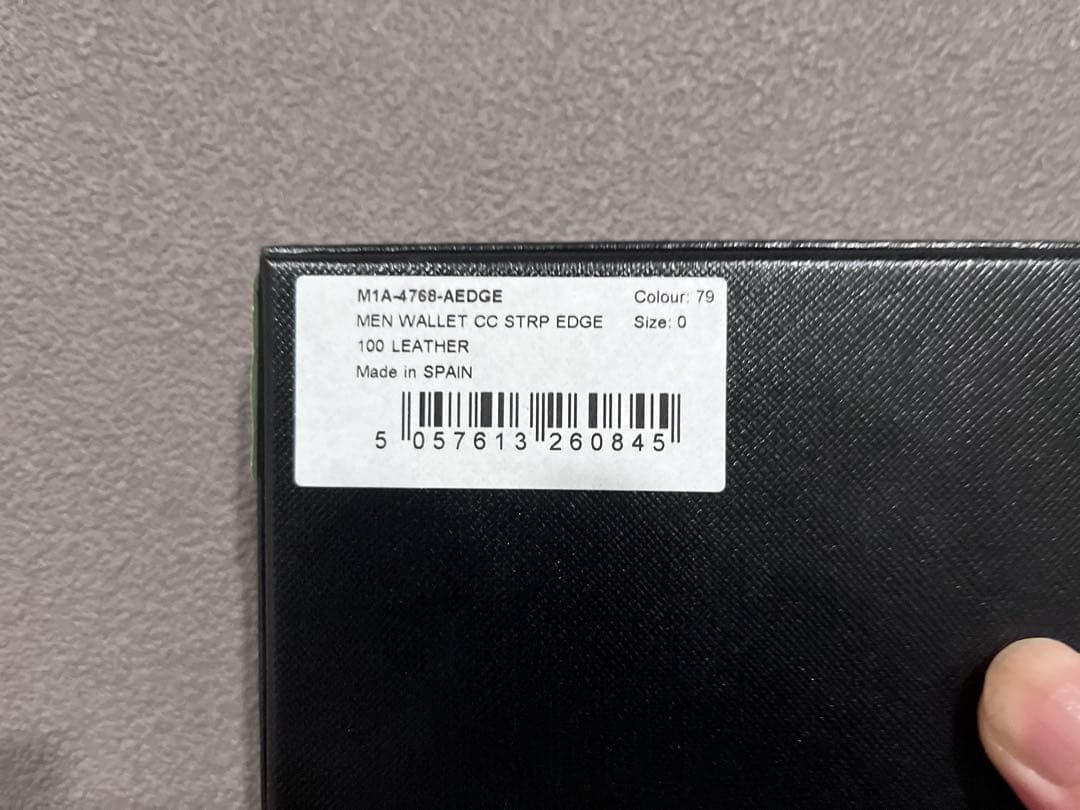 M1A-4768-AEDGE Colour: 79
MEN WALLET CC STRP EDGE Size: 0
100 LEATHER
Made in SPAIN
5 057613 260845